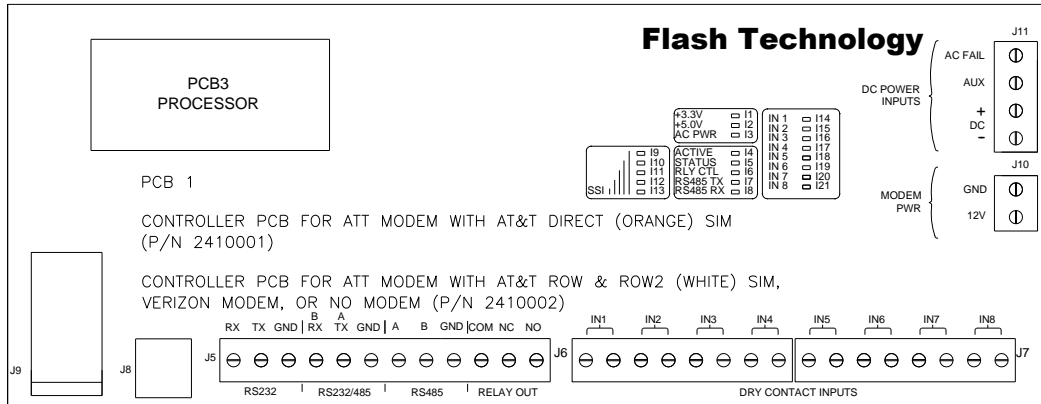 Flash Technology
J11
AC FAIL
AUX
+
DC
-
DC POWER
INPUTS
PCB3
PROCESSOR
+3.3V I1
+5.0V I2
AC PWR I3
IN 1 I14
IN 2 I15
IN 3 I16
IN 4 I17
IN 5 I18
IN 6 I19
IN 7 I20
IN 8 I21
I9
I10
I11
I12
SSI I13
ACTIVE I4
STATUS I5
RLY CTL I6
RS485 TX I7
RS485 RX I8
J10
GND
12V
MODEM
PWR
PCB 1
CONTROLLER PCB FOR ATT MODEM WITH AT&T DIRECT (ORANGE) SIM
(P/N 2410001)
CONTROLLER PCB FOR ATT MODEM WITH AT&T ROW & ROW2 (WHITE) SIM,
VERIZON MODEM, OR NO MODEM (P/N 2410002)
B A
RX TX GND RX TX GND A B GND COM NC NO
IN1 IN2 IN3 IN4 IN5 IN6 IN7 IN8
J9 J8 J5 J6 J7
RS232 RS232/485 RS485 RELAY OUT DRY CONTACT INPUTS